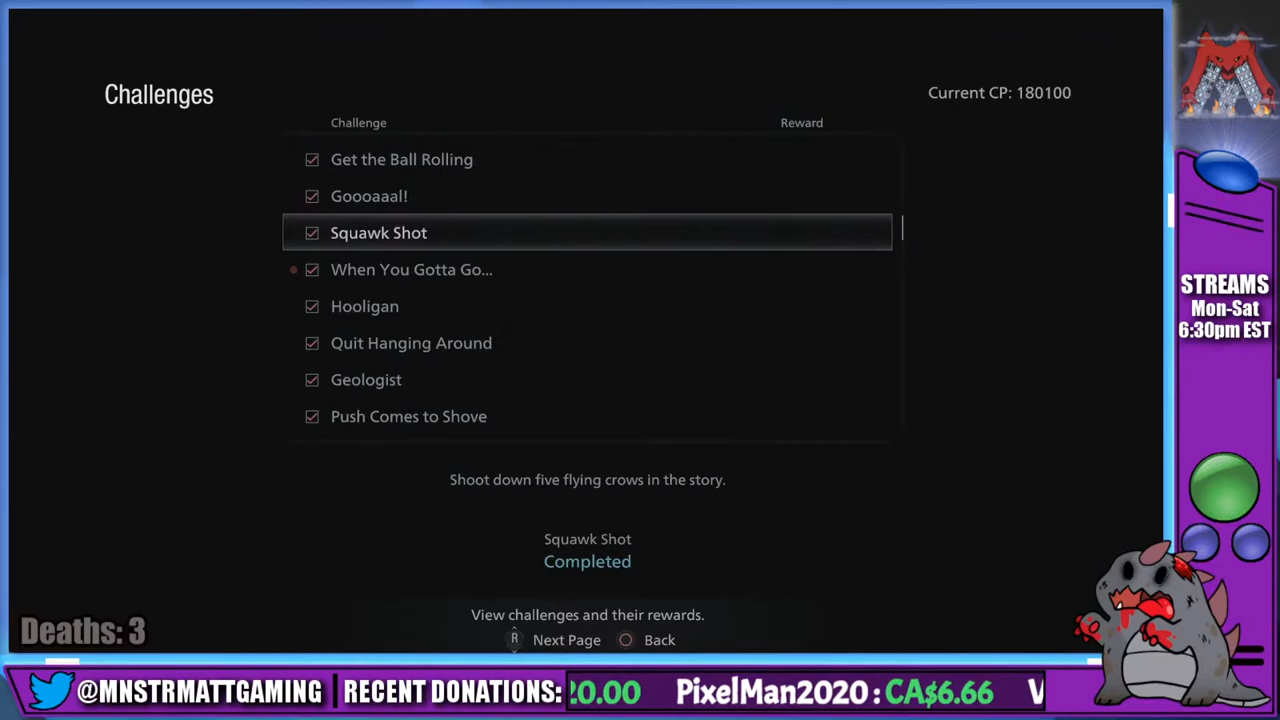 Challenges
Current CP: 180100
Challenge
Reward
Get the Ball Rolling
Goooaaal!
Squawk Shot
When You Gotta Go...
Hooligan
Quit Hanging Around
Geologist
Push Comes to Shove
Shoot down five flying crows in the story.
Squawk Shot
Completed
View challenges and their rewards.
R Next Page Back
Deaths: 3
STREAMS
Mon-Sat
6:30pm EST
@MNSTRMATTGAMING RECENT DONATIONS: 20.00 PixelMan2020 : CA$6.66